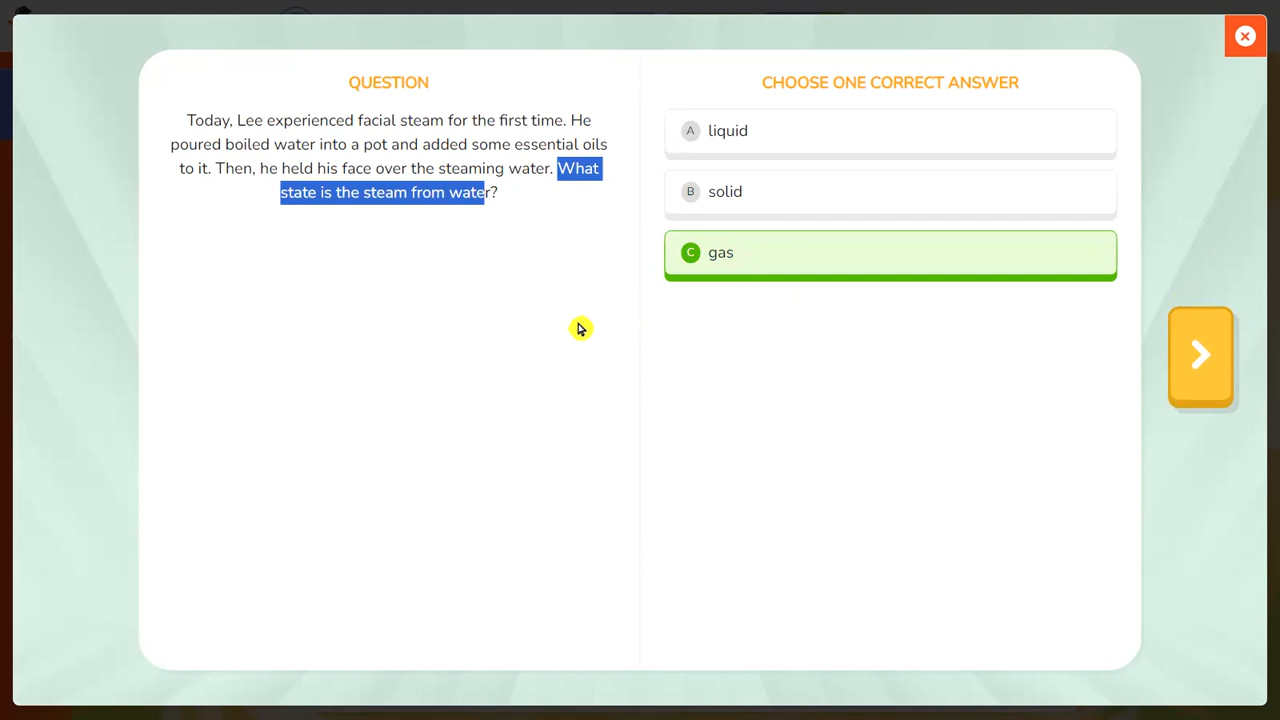 QUESTION
Today, Lee experienced facial steam for the first time. He
poured boiled water into a pot and added some essential oils
to it. Then, he held his face over the steaming water. What
state is the steam from water?
CHOOSE ONE CORRECT ANSWER
A liquid
B solid
C gas